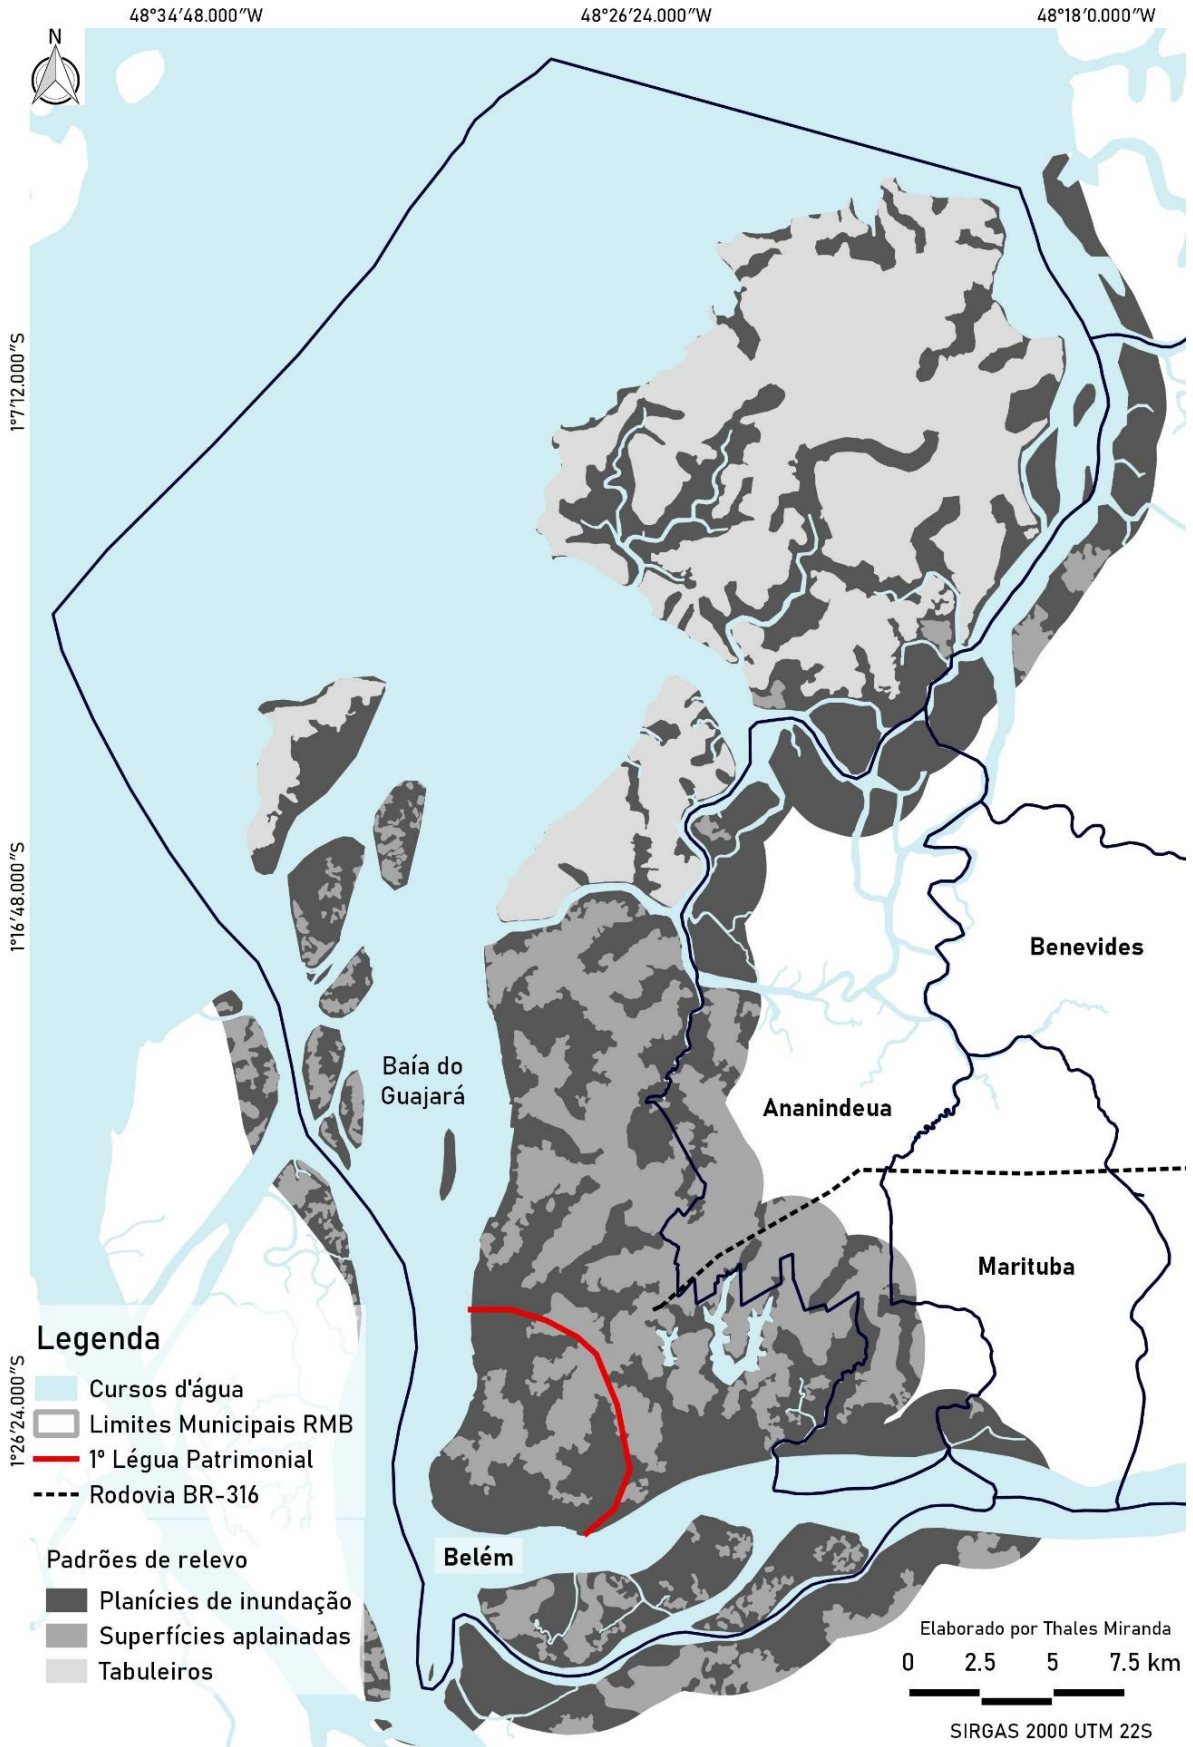 48°34'48.000"W
48°26'24.000"W
48°18'0.000"W
N
1°7'12.000"S
1°16'48.000"S
1°26'24.000"S
Benevides
Baía do
Guajará
Ananindeua
Marituba
Belém
Legenda
Cursos d'água
Limites Municipais RMB
1º Légua Patrimonial
Rodovia BR-316
Padrões de relevo
Planícies de inundação
Superfícies aplainadas
Tabuleiros
Elaborado por Thales Miranda
0 2.5 5 7.5 km
SIRGAS 2000 UTM 22S